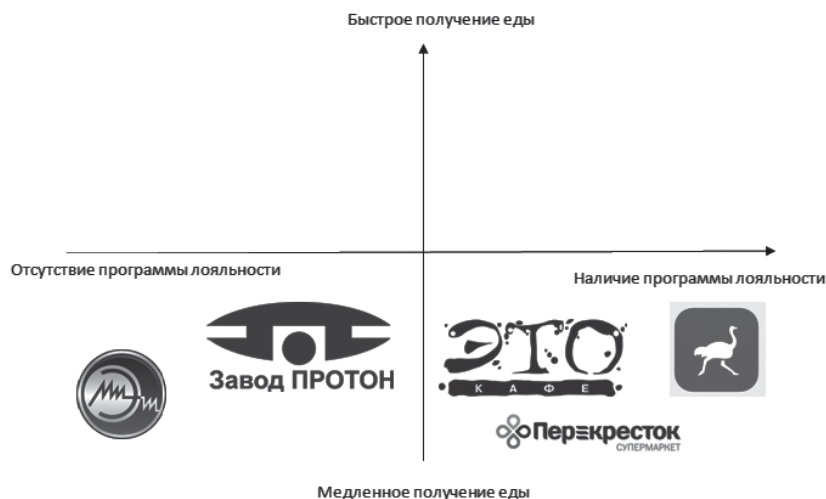 Быстрое получение еды
Отсутствие программы лояльности
Наличие программы лояльности
Завод ПРОТОН
ЭТО
КАФЕ
Перекресток
СУПЕРМАРКЕТ
Медленное получение еды